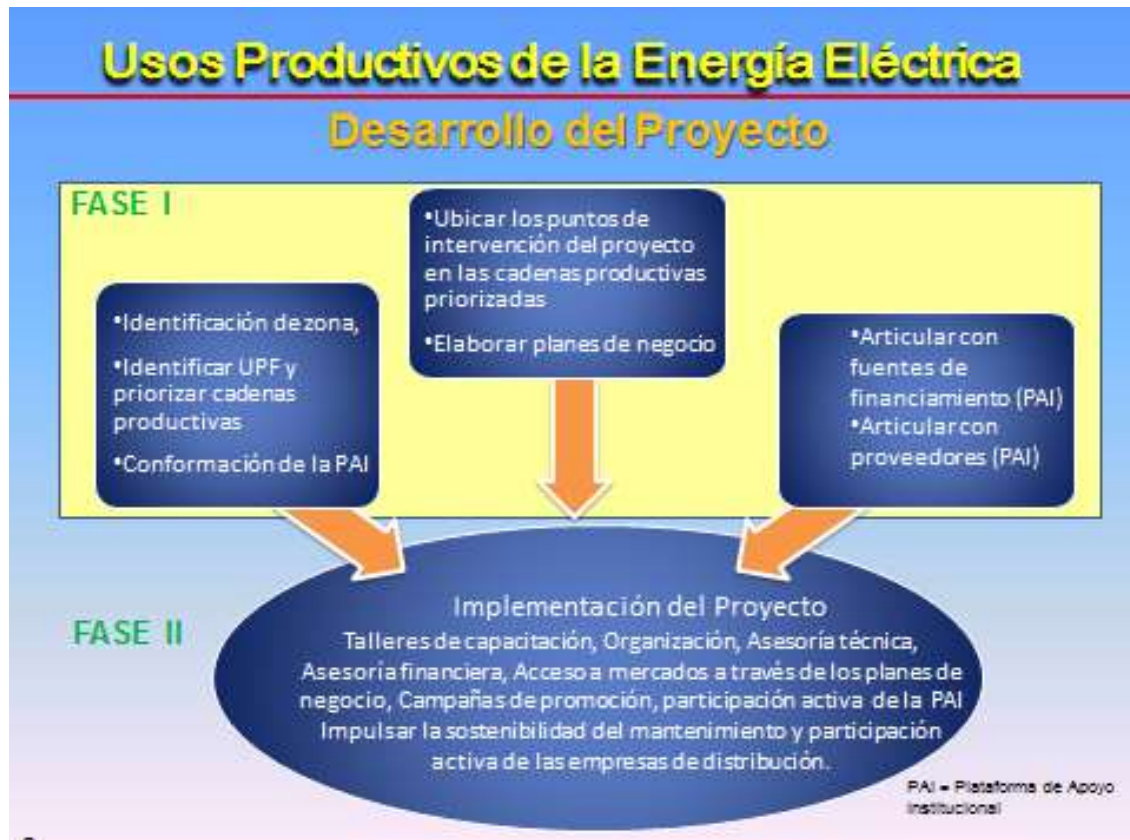 Usos Productivos de la Energía Eléctrica
Desarrollo del Proyecto
FASE I
•Identificación de zona,
•Identificar UPF y
priorizar cadenas
productivas
•Conformación de la PAI
•Ubicar los puntos de
intervención del proyecto
en las cadenas productivas
priorizadas
•Elaborar planes de negocio
•Articular con
fuentes de
financiamiento (PAI)
•Articular con
proveedores (PAI)
FASE II
Implementación del Proyecto
Talleres de capacitación, Organización, Asesoría técnica,
Asesoría financiera, Acceso a mercados a través de los planes de
negocio, Campañas de promoción, participación activa de la PAI
Impulsar la sostenibilidad del mantenimiento y participación
activa de las empresas de distribución.
PAI = Plataforma de Apoyo
Institucional